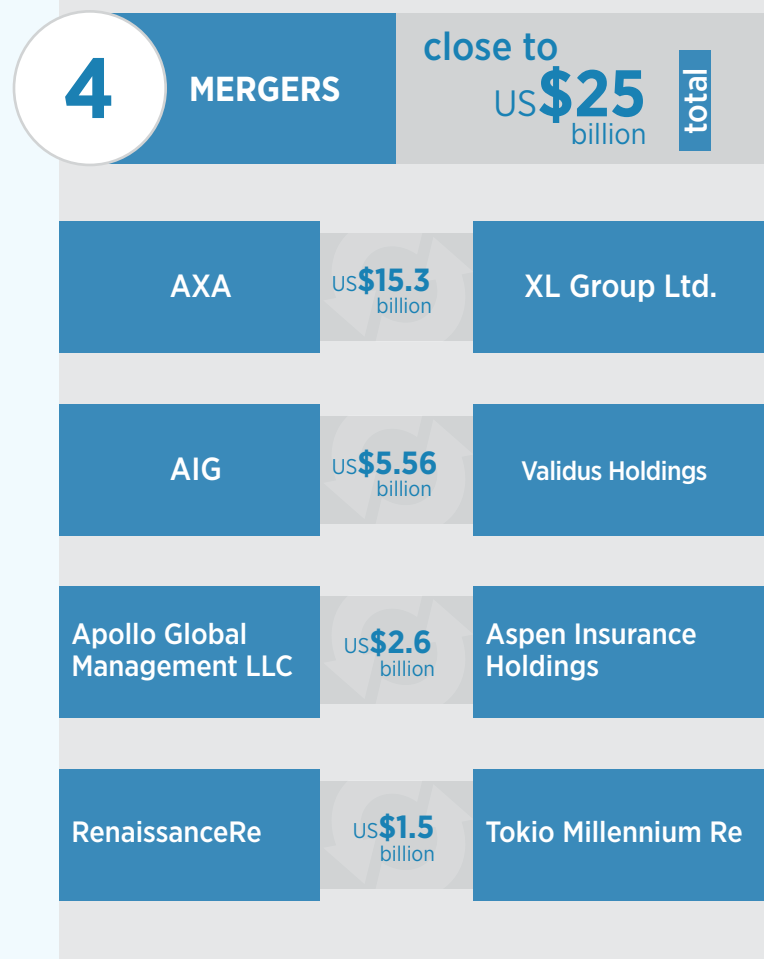 4
MERGERS
close to
US$25
billion
total
AXA
US$15.3
billion
XL Group Ltd.
AIG
US$5.56
billion
Validus Holdings
Apollo Global
Management LLC
US$2.6
billion
Aspen Insurance
Holdings
RenaissanceRe
US$1.5
billion
Tokio Millennium Re